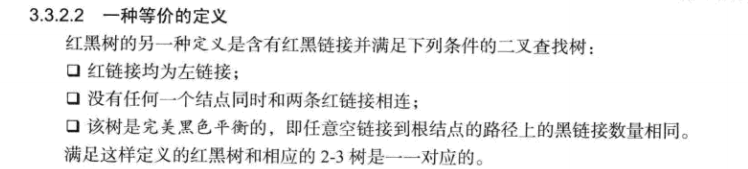 3.3.2.2 一种等价的定义
红黑树的另一种定义是含有红黑链接并满足下列条件的二叉查找树：
❑ 红链接均为左链接；
❑ 没有任何一个结点同时和两条红链接相连；
❑ 该树是完美黑色平衡的，即任意空链接到根结点的路径上的黑链接数量相同。
满足这样定义的红黑树和相应的 2-3 树是一一对应的。